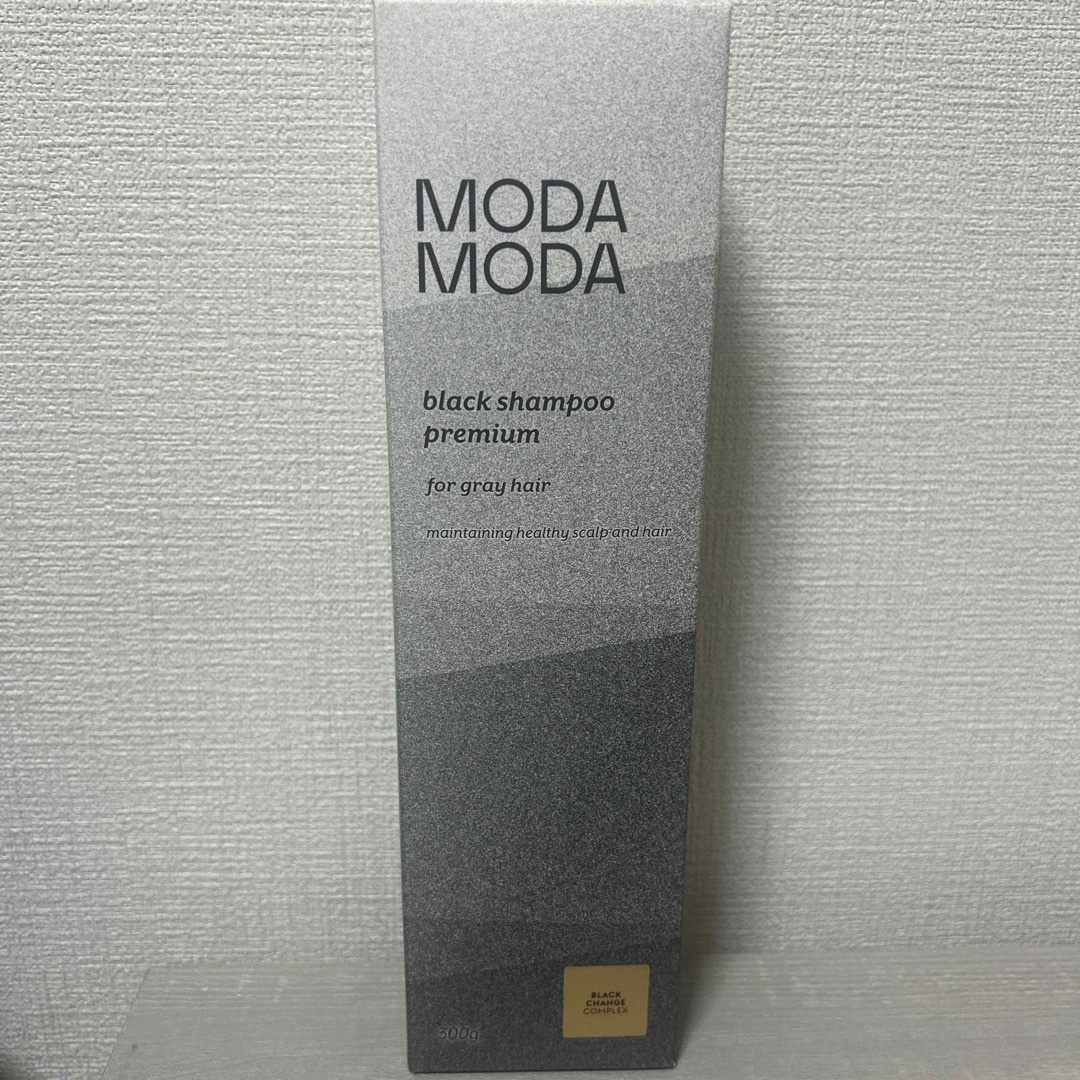 MODA
MODA
black shampoo
premium
for gray hair
maintaining healthy scalp and hair
BLACK
CHANGE
COMPLEX
300g